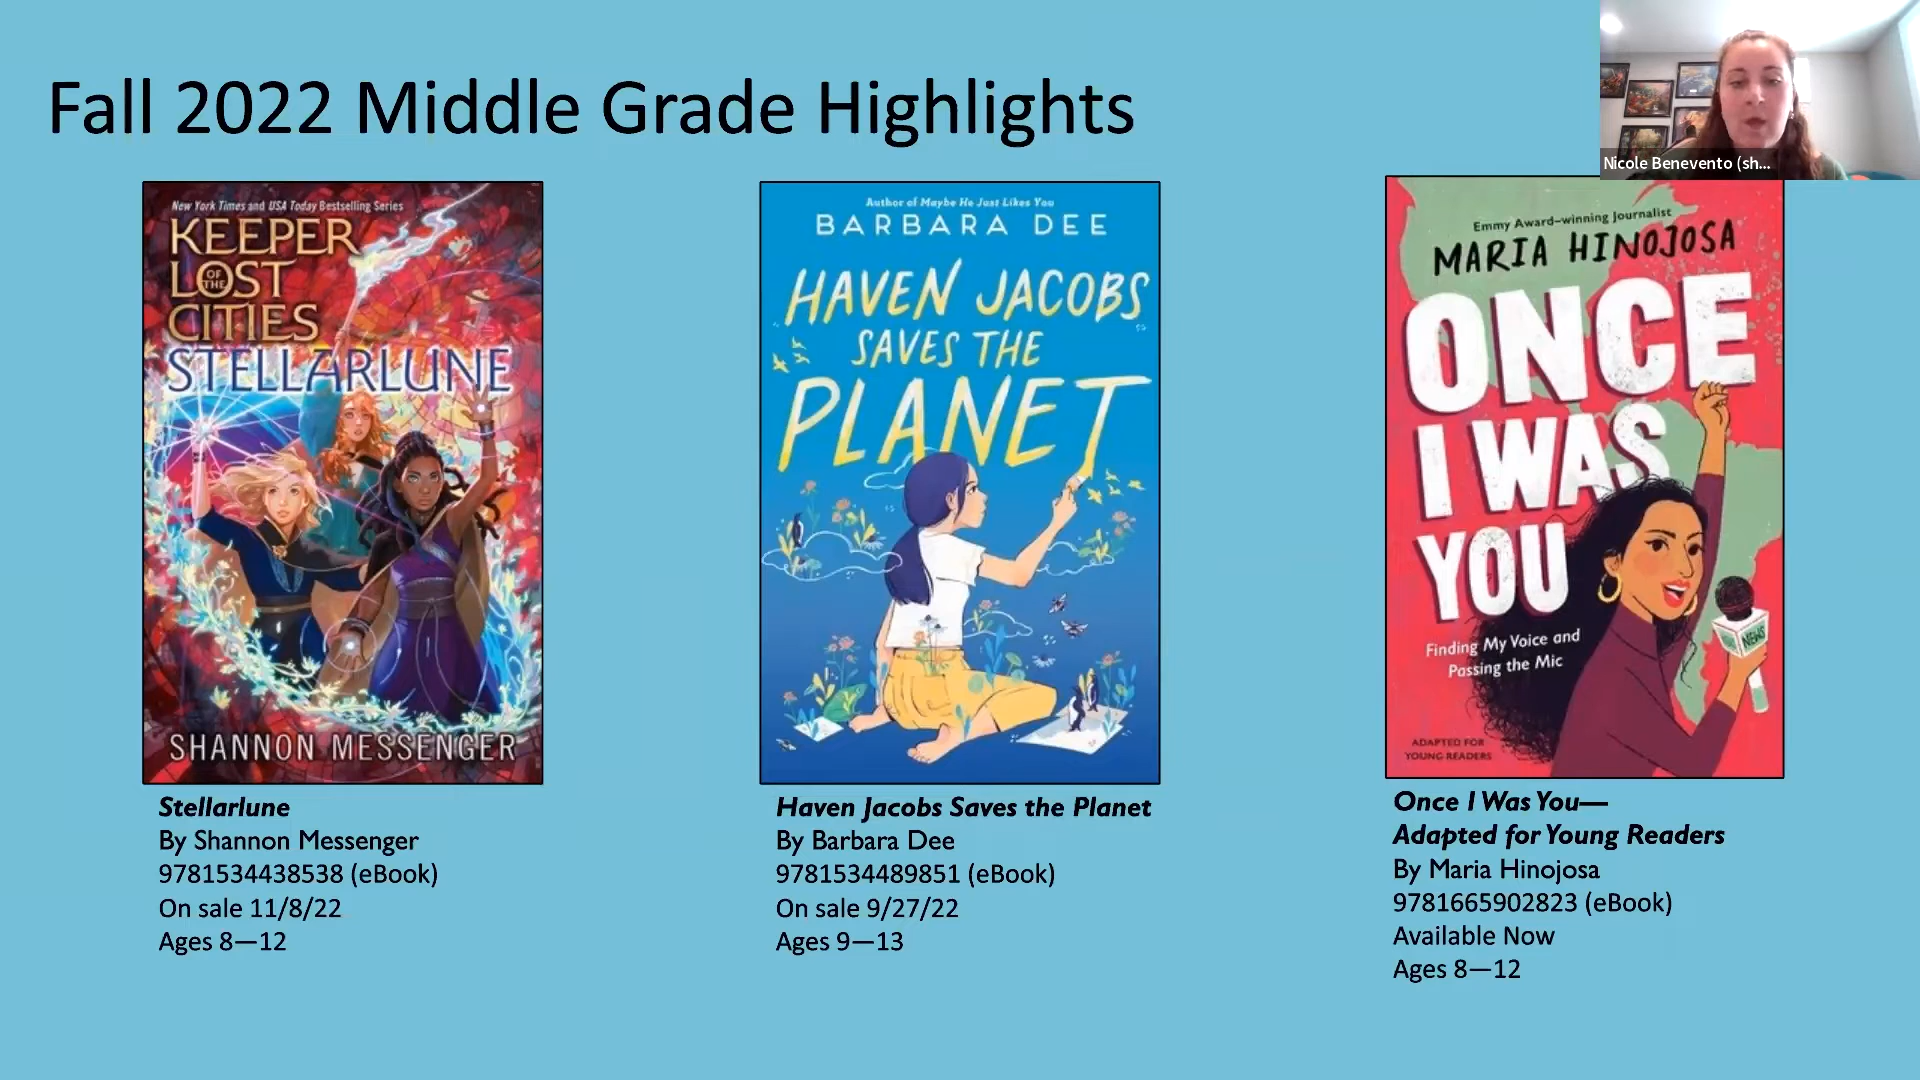 Fall 2022 Middle Grade Highlights
Nicole Benevento (sh...
New York Times and USA Today Bestselling Series
KEEPER
OF THE
LOST
CITIES
STELLARLUNE
SHANNON MESSENGER
Stellarlune
By Shannon Messenger
9781534438538 (eBook)
On sale 11/8/22
Ages 8—12
Author of Maybe He Just Likes You
BARBARA DEE
HAVEN JACOBS
SAVES THE
PLANET
Haven Jacobs Saves the Planet
By Barbara Dee
9781534489851 (eBook)
On sale 9/27/22
Ages 9—13
Emmy Award–winning Journalist
MARIA HINOJOSA
ONCE
I WAS
YOU
Finding My Voice and
Passing the Mic
NEWS
ADAPTED FOR
YOUNG READERS
Once I Was You—
Adapted for Young Readers
By Maria Hinojosa
9781665902823 (eBook)
Available Now
Ages 8—12